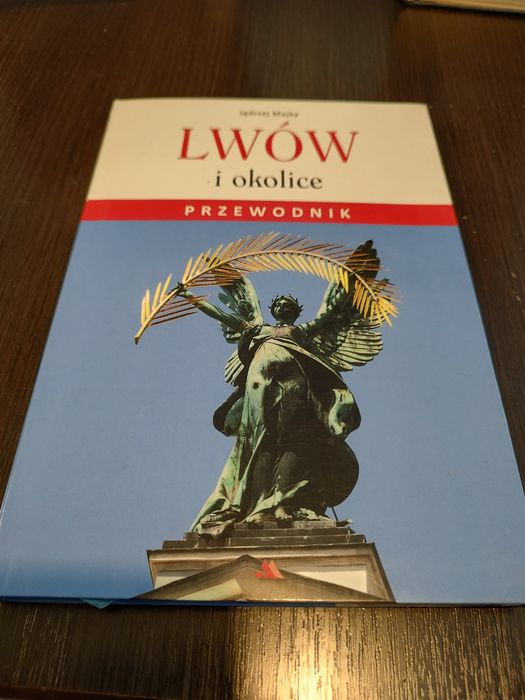 Jędrzej Majka
LWÓW
i okolice
PRZEWODNIK